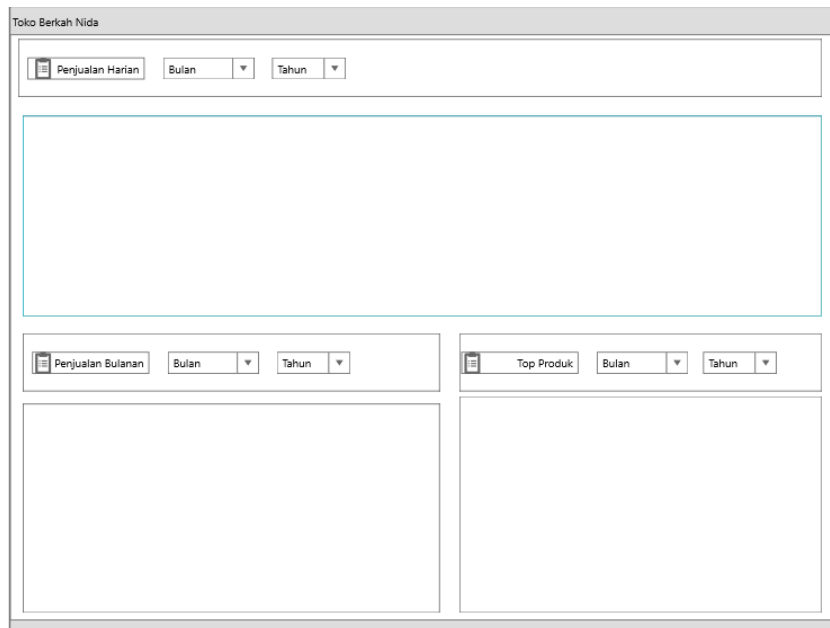 Toko Berkah Nida
Penjualan Harian Bulan Tahun
Penjualan Bulanan Bulan Tahun Top Produk Bulan Tahun